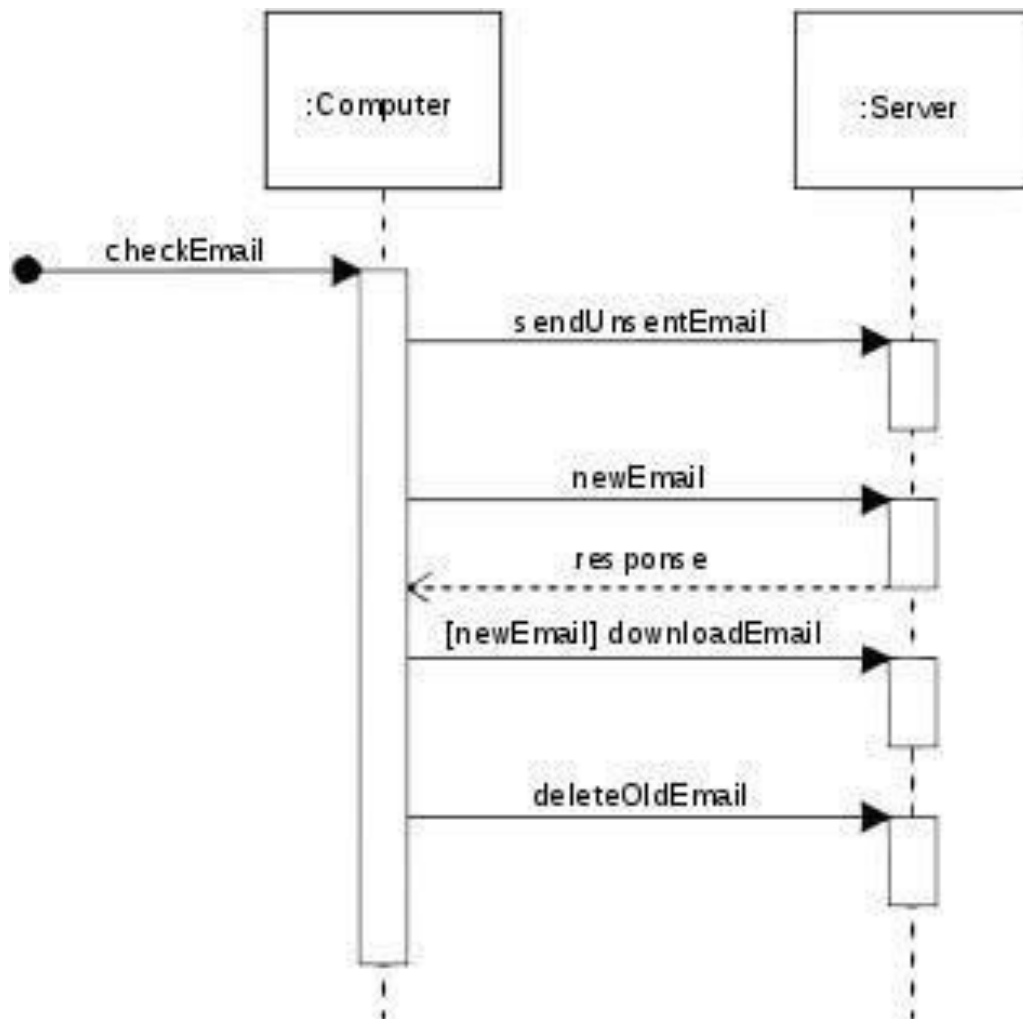 :Computer
:Server
checkEmail
sendUnsentEmail
newEmail
response
[newEmail] downloadEmail
deleteOldEmail